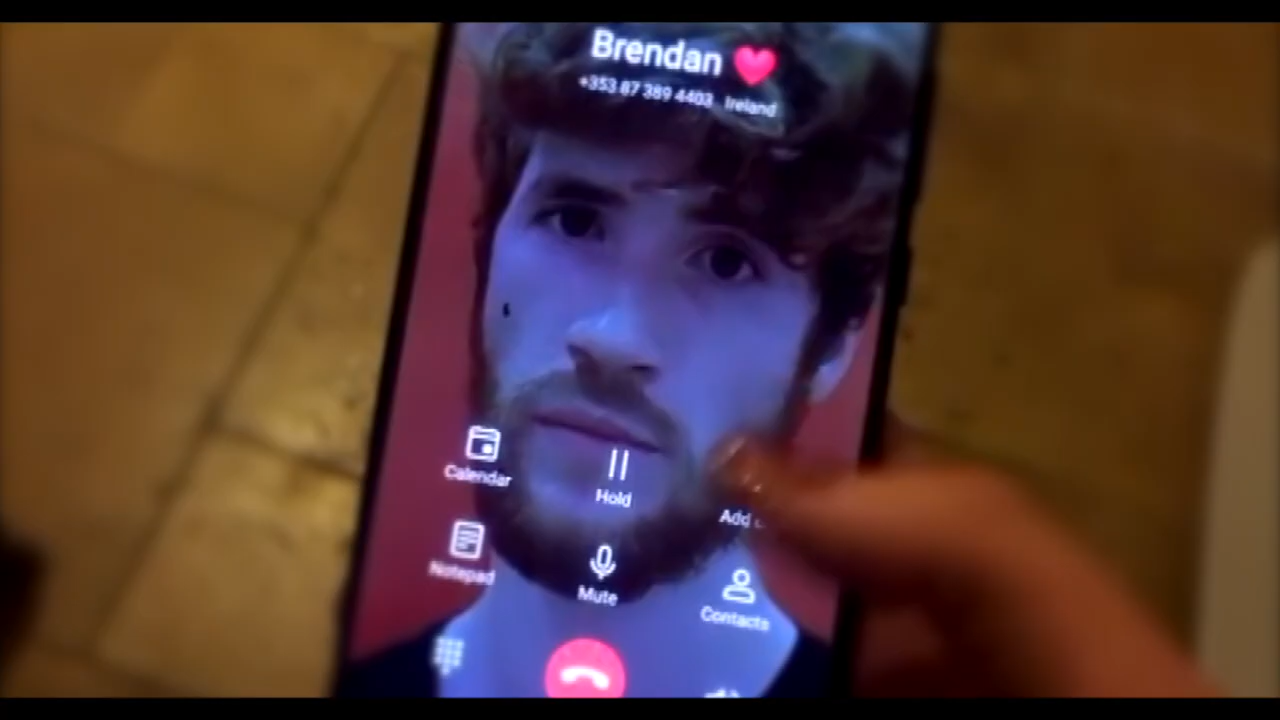 Brendan ❤️
+353 87 389 4403 Ireland
Calendar
Hold
Add
Notepad
Mute
Contacts